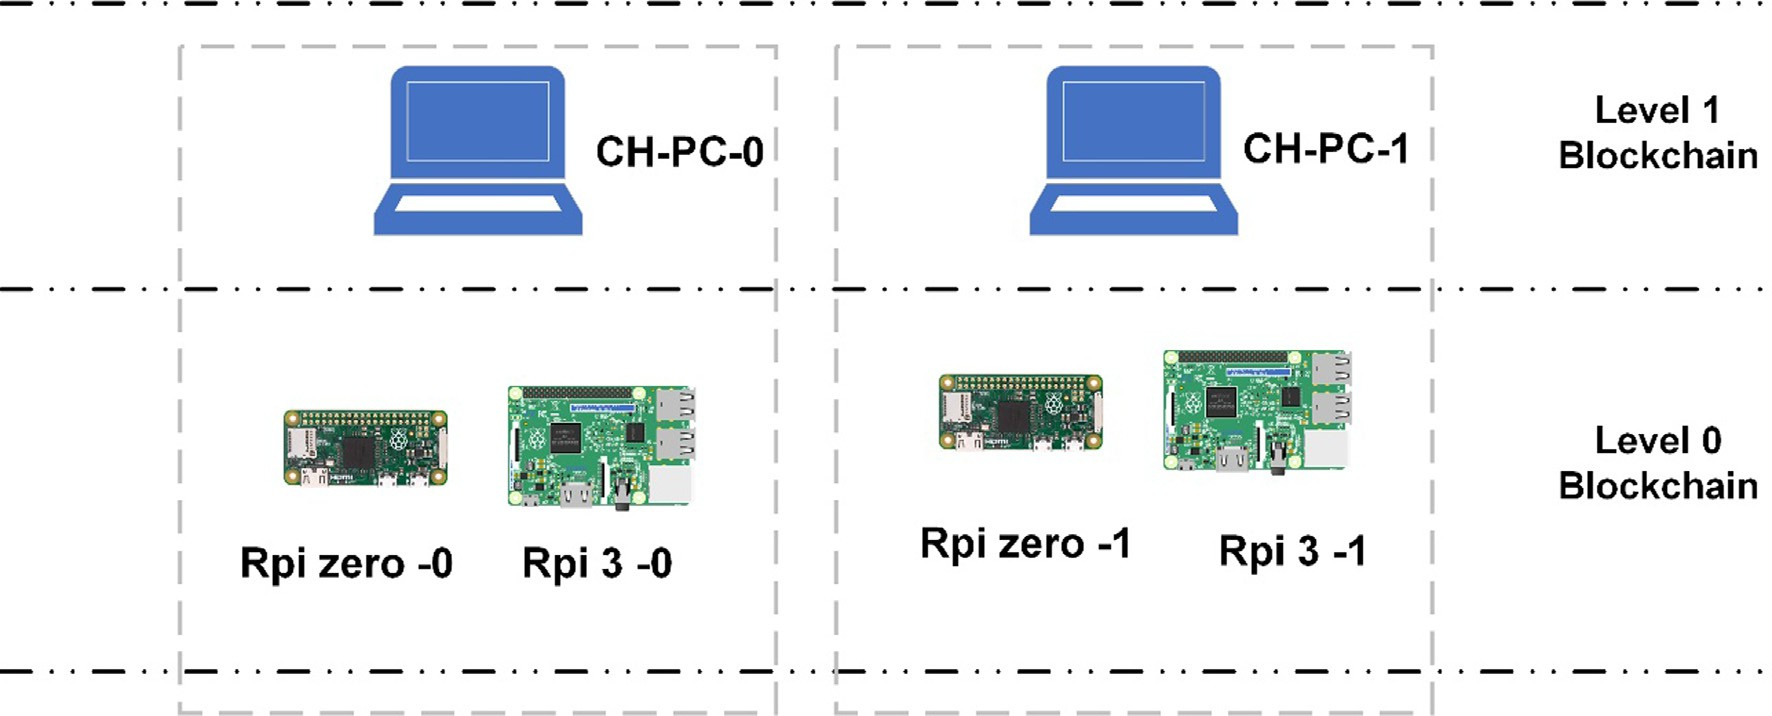 CH-PC-0
CH-PC-1
Level 1
Blockchain
Rpi zero -0
Rpi 3 -0
Rpi zero -1
Rpi 3 -1
Level 0
Blockchain